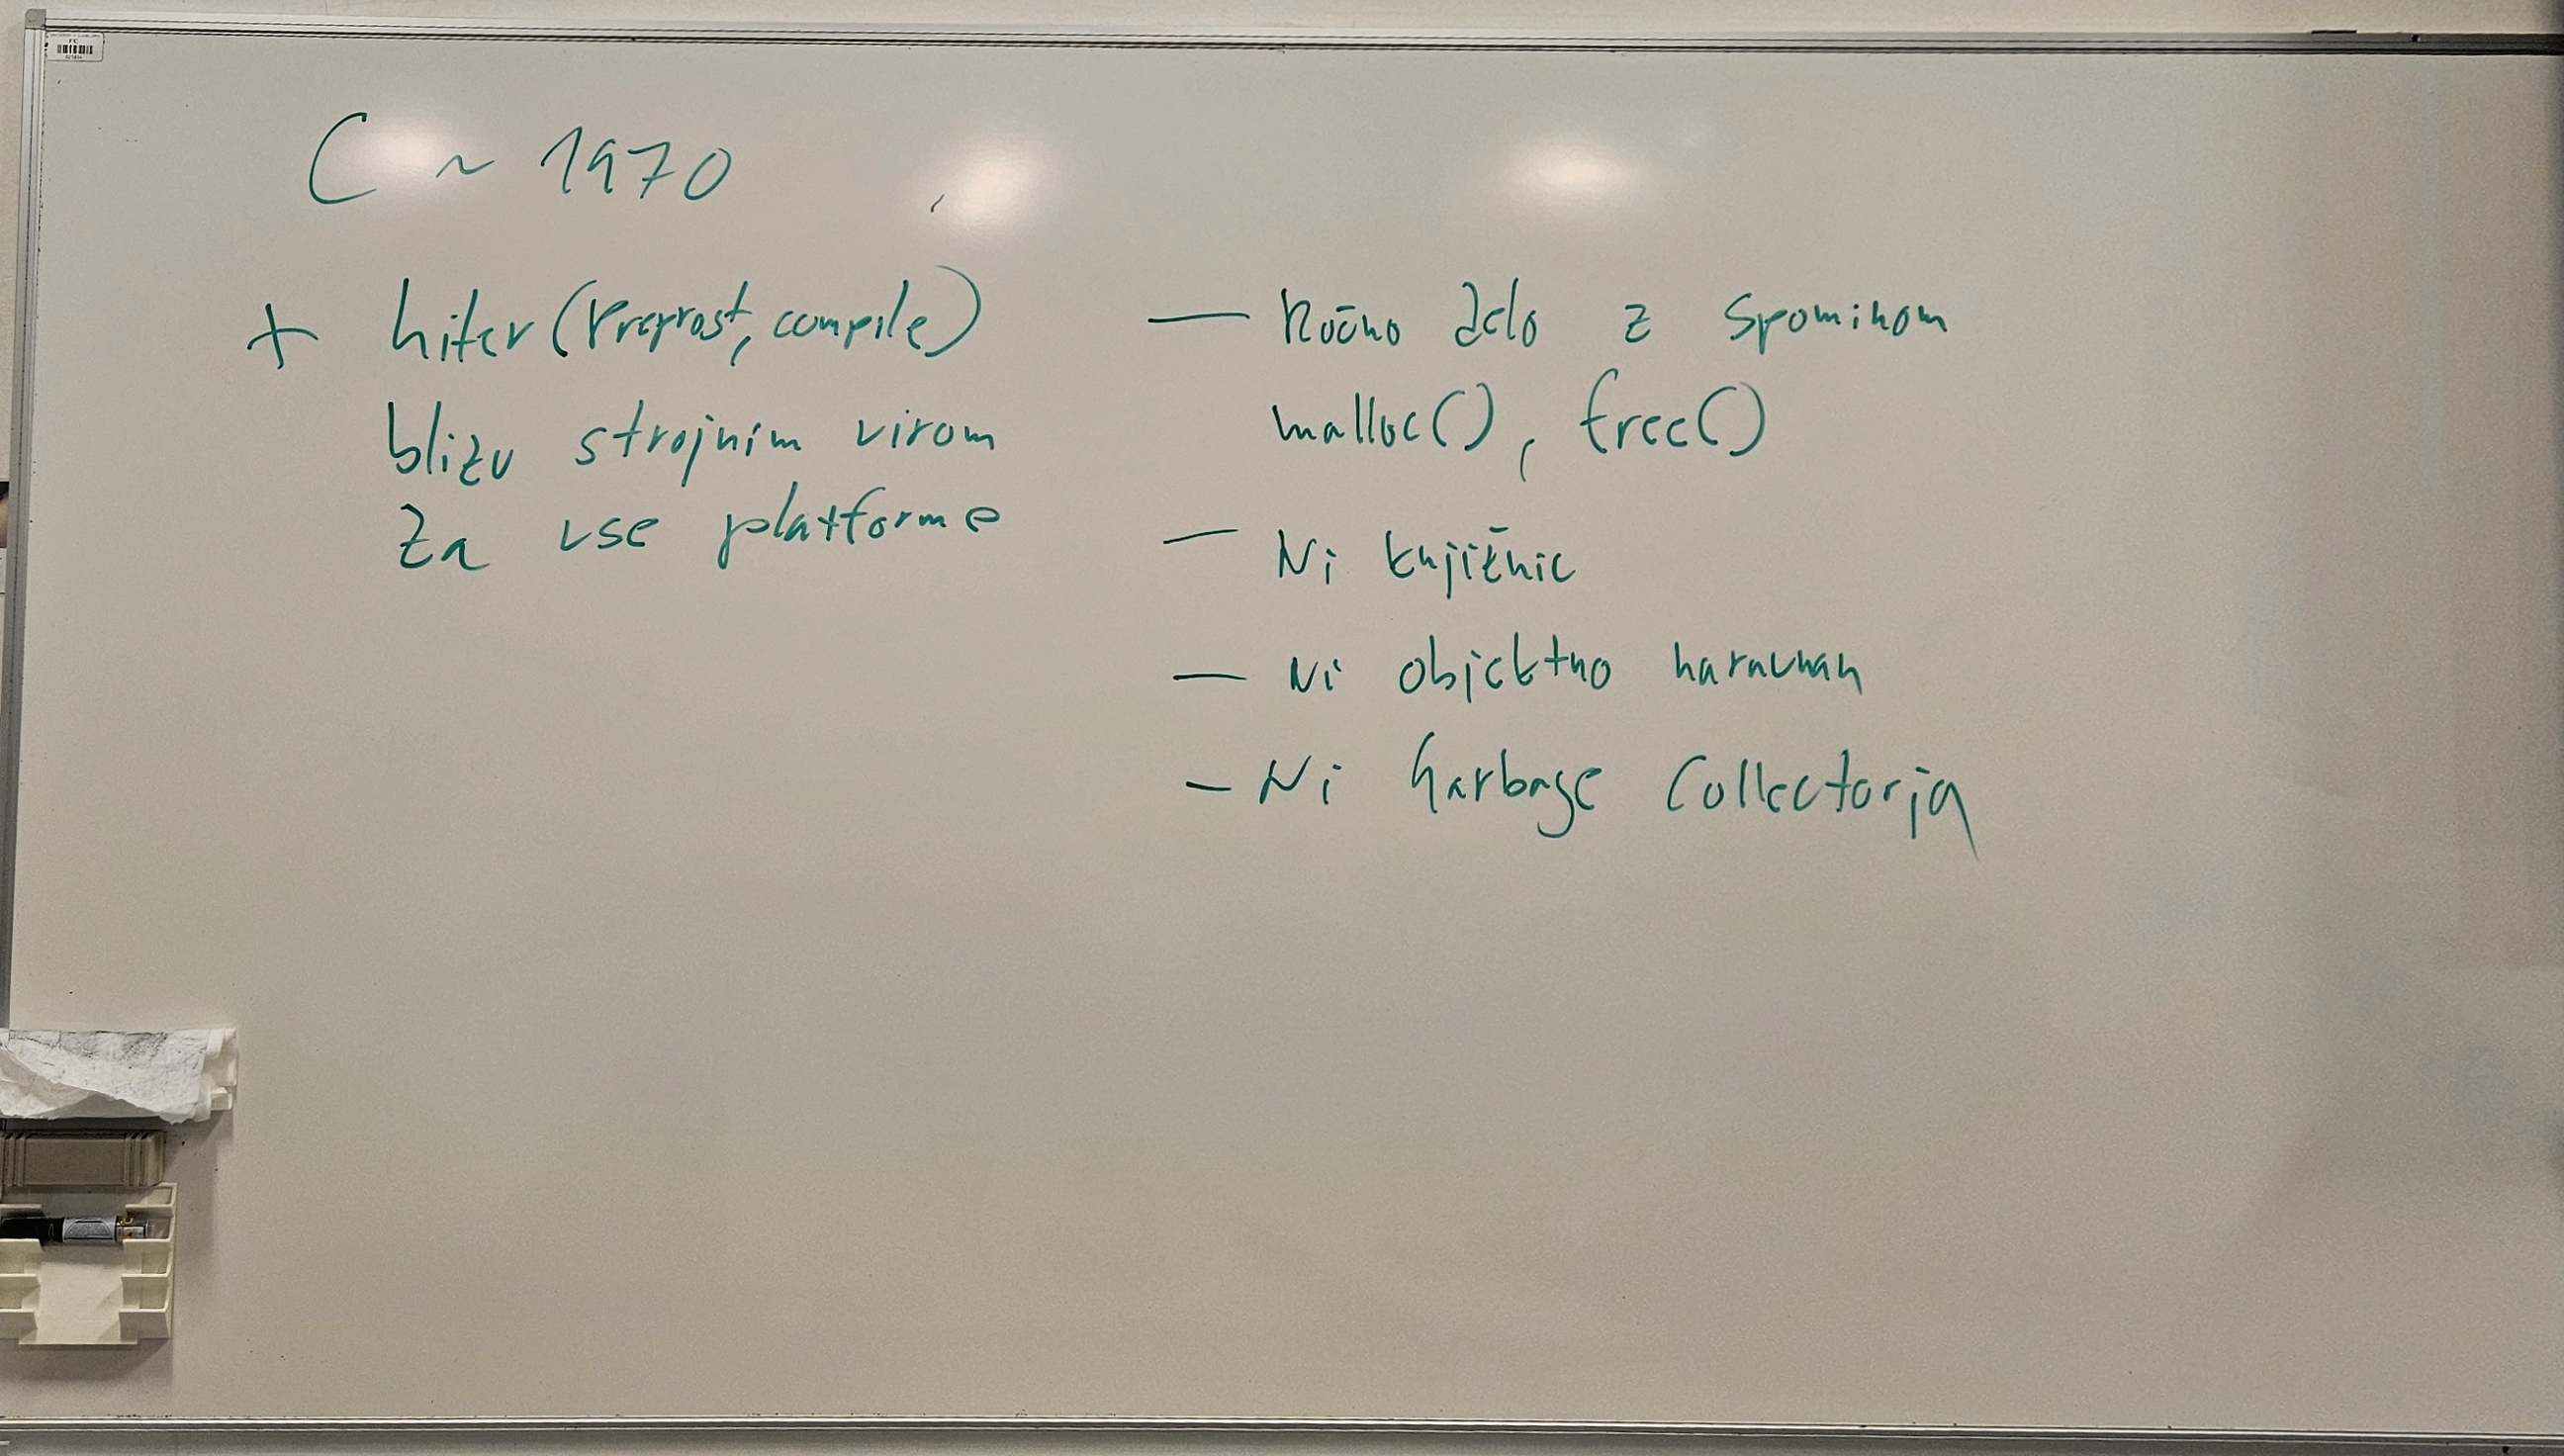 C ~ 1970
+ hiter (preprost, compile)
blizu strojnim virom
za vse platforme
— Ročno delo z spominom
malloc(), free()
— Ni knjižnic
— Ni objektno naravnan
— Ni Garbage Collectorja